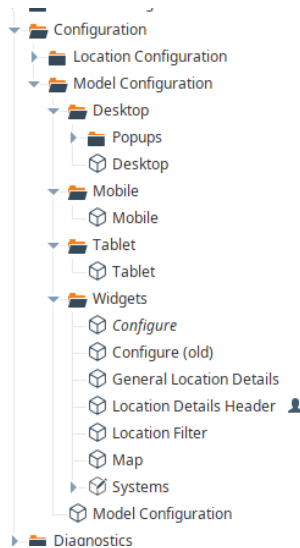 Configuration
Location Configuration
Model Configuration
Desktop
Popups
Desktop
Mobile
Mobile
Tablet
Tablet
Widgets
Configure
Configure (old)
General Location Details
Location Details Header
Location Filter
Map
Systems
Model Configuration
Diagnostics